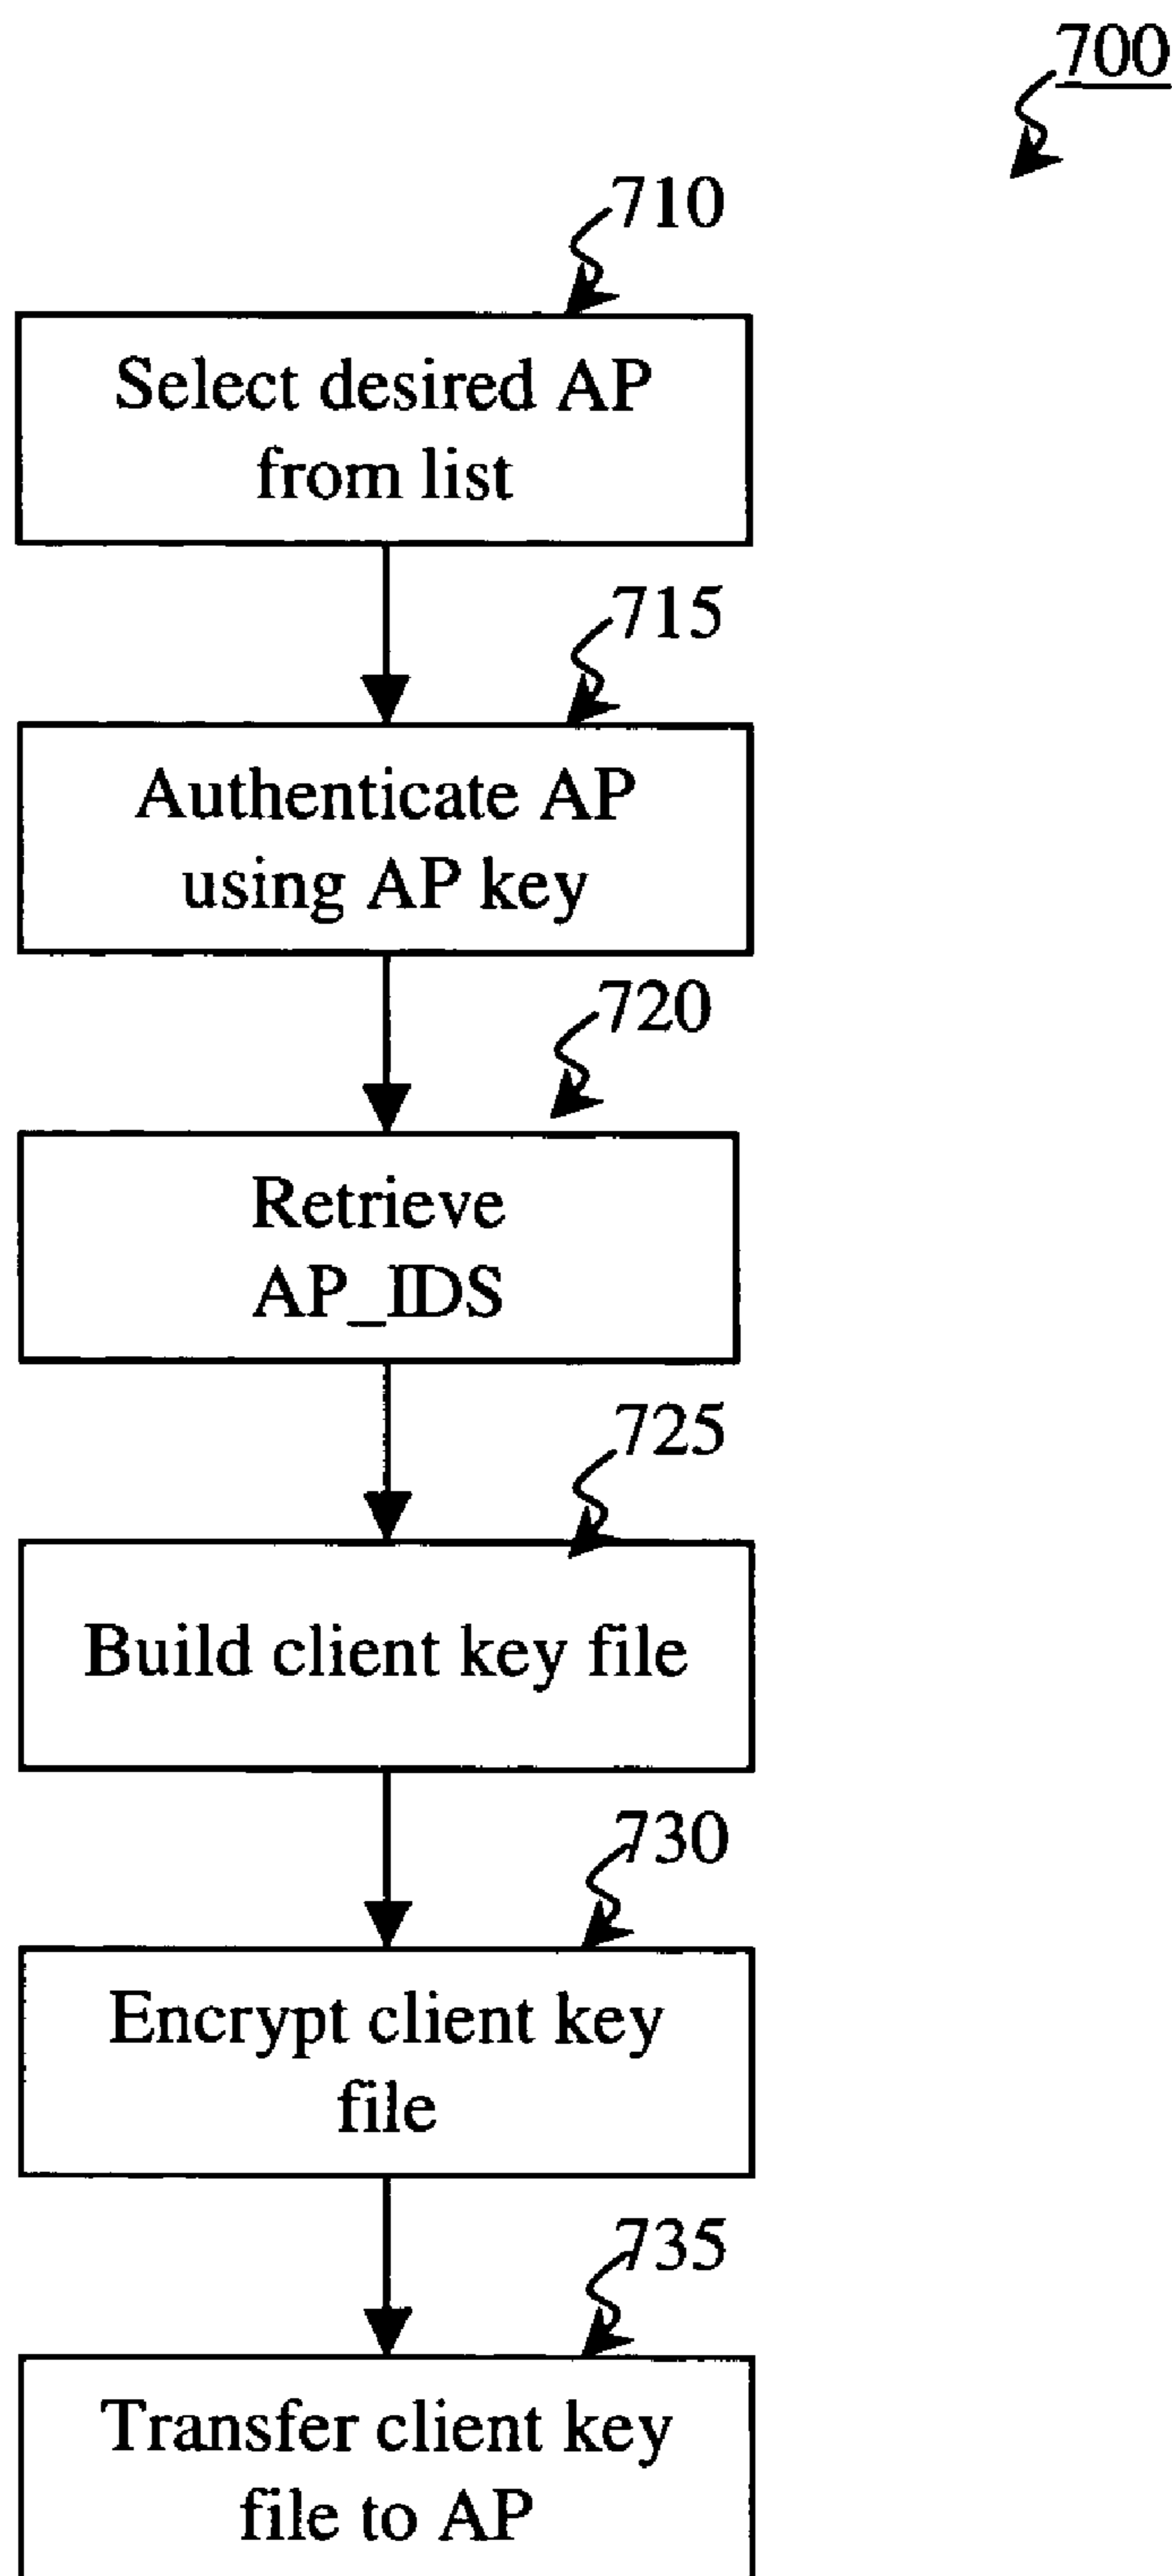 700
710
Select desired AP
from list
715
Authenticate AP
using AP key
720
Retrieve
AP_IDS
725
Build client key file
730
Encrypt client key
file
735
Transfer client key
file to AP